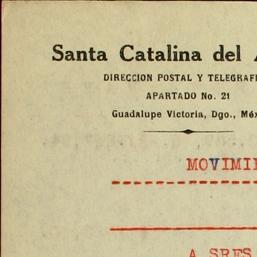 Santa Catalina del
DIRECCION POSTAL Y TELEGRAFI
APARTADO No. 21
Guadalupe Victoria, Dgo., Méx
MOVIMI
A SRES